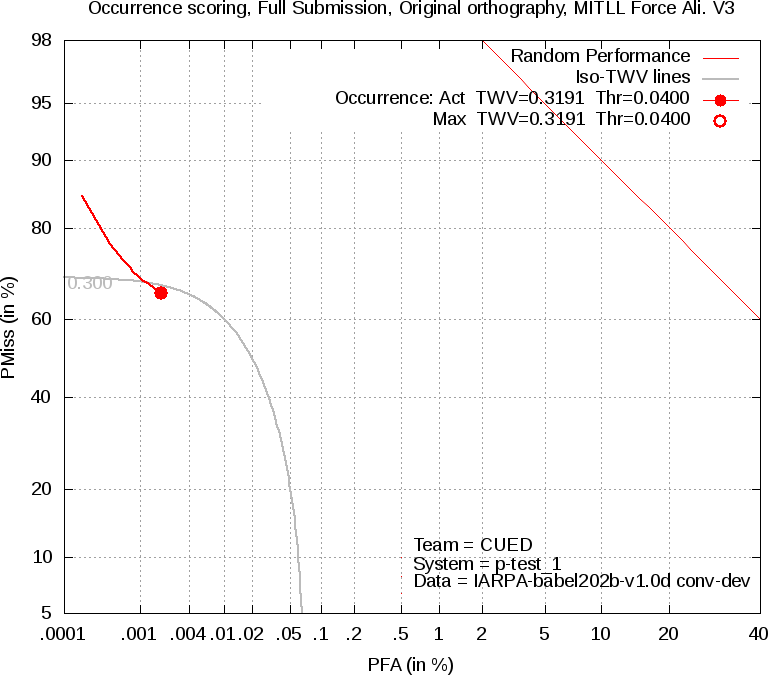 Occurrence scoring, Full Submission, Original orthography, MITLL Force Ali. V3
Random Performance
Iso-TWV lines
Occurrence: Act TWV=0.3191 Thr=0.0400
Max TWV=0.3191 Thr=0.0400
98
95
90
80
60
40
20
10
5
PMiss (in %)
0.300
Team = CUED
System = p-test_1
Data = IARPA-babel202b-v1.0d conv-dev
.0001 .001 .004 .01 .02 .05 .1 .2 .5 1 2 5 10 20 40
PFA (in %)